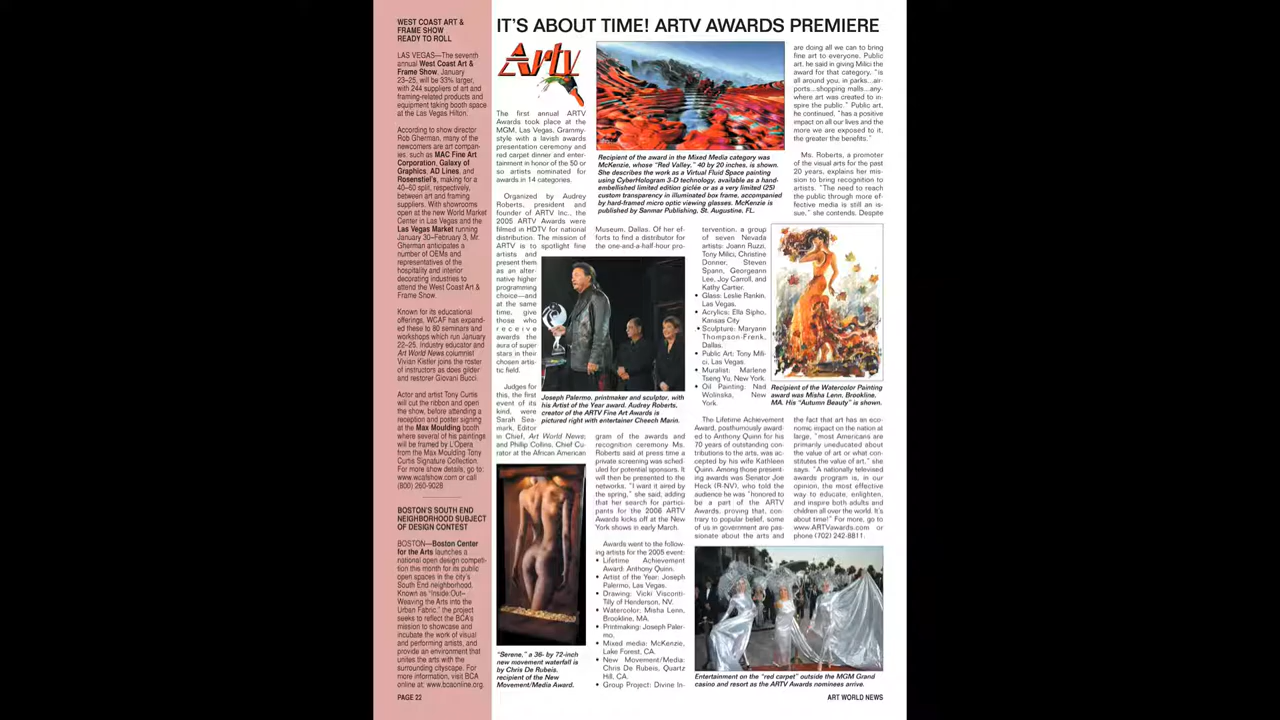 WEST COAST ART &
FRAME SHOW
READY TO ROLL
LAS VEGAS—The seventh
annual West Coast Art &
Frame Show, January
23–25, will be 33% larger,
with 244 suppliers of art and
framing-related products and
equipment taking booth space
at the Las Vegas Hilton.
According to show director
Rob Gherman, many of the
newcomers are art compan-
ies, such as MAC Fine Art
Corporation, Galaxy of
Graphics, AD Lines, and
Rosenstiel's, making for a
40–60 split, respectively,
between art and framing
suppliers. With showrooms
open at the new World Market
Center in Las Vegas and the
Las Vegas Market running
January 30–February 3, Mr.
Gherman anticipates a
number of OEMs and
representatives of the
hospitality and interior
decorating industries to
attend the West Coast Art &
Frame Show.
Known for its educational
offerings, WCAF has expand-
ed these to 80 seminars and
workshops which run January
22–25. Industry educator and
Art World News columnist
Vivian Kistler joins the roster
of instructors as does gilder
and restorer Giovani Bucci.
Actor and artist Tony Curtis
will cut the ribbon and open
the show, before attending a
reception and poster signing
at the Max Moulding booth
where several of his paintings
will be framed by L'Opera
from the Max Moulding Tony
Curtis Signature Collection.
For more show details, go to:
www.wcafshow.com or call
(800) 260-9028
BOSTON'S SOUTH END
NEIGHBORHOOD SUBJECT
OF DESIGN CONTEST
BOSTON—Boston Center
for the Arts launches a
national open design competi-
tion this month for its public
open spaces in the city's
South End neighborhood.
Known as "Inside:Out–
Weaving the Arts into the
Urban Fabric," the project
seeks to reflect the BCA's
mission to showcase and
incubate the work of visual
and performing artists, and
provide an environment that
unites the arts with the
surrounding cityscape. For
more information, visit BCA
online at: www.bcaonline.org.
PAGE 22
IT'S ABOUT TIME! ARTV AWARDS PREMIERE
Artv
The first annual ARTV
Awards took place at the
MGM, Las Vegas, Grammy-
style with a lavish awards
presentation ceremony and
red carpet dinner and enter-
tainment in honor of the 50 or
so artists nominated for
awards in 14 categories.
Organized by Audrey
Roberts, president and
founder of ARTV Inc., the
2005 ARTV Awards were
filmed in HDTV for national
distribution. The mission of
ARTV is to spotlight fine
artists and
present them
as an alter-
native higher
programming
choice—and
at the same
time, give
those who
receive
awards the
aura of super
stars in their
chosen artis-
tic field.
Judges for
this, the first
event of its
kind, were
Sarah Sea-
mark, Editor
in Chief, Art World News;
and Phillip Collins, Chief Cu-
rator at the African American
"Serene," a 36- by 72-inch
new movement waterfall is
by Chris De Rubeis,
recipient of the New
Movement/Media Award.
Recipient of the award in the Mixed Media category was
McKenzie, whose "Red Valley," 40 by 20 inches, is shown.
She describes the work as a Virtual Fluid Space painting
using CyberHologram 3-D technology, available as a hand-
embellished limited edition giclée or as a very limited (25)
custom transparency in illuminated box frame, accompanied
by hard-framed micro optic viewing glasses. McKenzie is
published by Sanmar Publishing, St. Augustine, FL.
Museum, Dallas. Of her ef-
forts to find a distributor for
the one-and-a-half-hour pro-
Joseph Palermo, printmaker and sculptor, with
his Artist of the Year award. Audrey Roberts,
creator of the ARTV Fine Art Awards is
pictured right with entertainer Cheech Marin.
gram of the awards and
recognition ceremony Ms.
Roberts said at press time a
private screening was sched-
uled for potential sponsors. It
will then be presented to the
networks. "I want it aired by
the spring," she said, adding
that her search for partici-
pants for the 2006 ARTV
Awards kicks off at the New
York shows in early March.
Awards went to the follow-
ing artists for the 2005 event:
• Lifetime Achievement
Award: Anthony Quinn.
• Artist of the Year: Joseph
Palermo, Las Vegas.
• Drawing: Vicki Visconti-
Tilly of Henderson, NV.
• Watercolor: Misha Lenn,
Brookline, MA.
• Printmaking: Joseph Paler-
mo.
• Mixed media: McKenzie,
Lake Forest, CA.
• New Movement/Media:
Chris De Rubeis, Quartz
Hill, CA.
• Group Project: Divine In-
tervention, a group
of seven Nevada
artists: Joann Ruzzi,
Tony Milici, Christine
Donner, Steven
Spann, Georgeann
Lee, Joy Carroll, and
Kathy Cartier.
• Glass: Leslie Rankin,
Las Vegas.
• Acrylics: Ella Sipho,
Kansas City
• Sculpture: Maryann
Thompson-Frenk,
Dallas.
• Public Art: Tony Mili-
ci, Las Vegas.
• Muralist: Marlene
Tseng Yu, New York.
• Oil Painting: Nad
Wolinska, New
York.
The Lifetime Achievement
Award, posthumously award-
ed to Anthony Quinn for his
70 years of outstanding con-
tributions to the arts, was ac-
cepted by his wife Kathleen
Quinn. Among those present-
ing awards was Senator Joe
Heck (R-NV), who told the
audience he was "honored to
be a part of the ARTV
Awards, proving that, con-
trary to popular belief, some
of us in government are pas-
sionate about the arts and
are doing all we can to bring
fine art to everyone. Public
art, he said in giving Milici the
award for that category, "is
all around you, in parks...air-
ports...shopping malls...any-
where art was created to in-
spire the public." Public art,
he continued, "has a positive
impact on all our lives and the
more we are exposed to it,
the greater the benefits."
Ms. Roberts, a promoter
of the visual arts for the past
20 years, explains her mis-
sion to bring recognition to
artists. "The need to reach
the public through more ef-
fective media is still an is-
sue," she contends. Despite
Recipient of the Watercolor Painting
award was Misha Lenn, Brookline,
MA. His "Autumn Beauty" is shown.
the fact that art has an eco-
nomic impact on the nation at
large, "most Americans are
primarily uneducated about
the value of art or what con-
stitutes the value of art," she
says. "A nationally televised
awards program is, in our
opinion, the most effective
way to educate, enlighten,
and inspire both adults and
children all over the world. It's
about time!" For more, go to
www.ARTVawards.com or
phone (702) 242-8811.
Entertainment on the "red carpet" outside the MGM Grand
casino and resort as the ARTV Awards nominees arrive.
ART WORLD NEWS